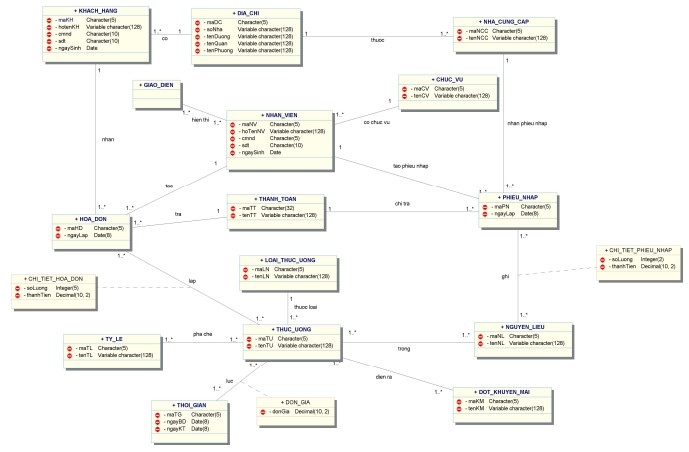 + KHACH_HANG
- maKH Character(5)
- hotenKH Variable character(128)
- cmnd Character(10)
- sdt Character(10)
- ngaySinh Date
1..*
co
1
+ DIA_CHI
- maDC Character(5)
- soNha Variable character(128)
- tenDuong Variable character(128)
- tenQuan Variable character(128)
- tenPhuong Variable character(128)
1
thuoc
1..*
+ NHA_CUNG_CAP
- maNCC Character(5)
- tenNCC Variable character(128)
1
nhan phieu nhap
1..*
1
nhan
1..*
+ GIAO_DIEN
1..*
hien thi
1..*
+ NHAN_VIEN
- maNV Character(5)
- hoTenNV Variable character(128)
- cmnd Character(5)
- sdt Character(10)
- ngaySinh Date
1..*
co chuc vu
1
+ CHUC_VU
- maCV Character(5)
- tenCV Variable character(128)
1
tao phieu nhap
1..*
1
tao
1..*
+ HOA_DON
- maHD Character(5)
- ngayLap Date(8)
1..*
tra
1
+ THANH_TOAN
- maTT Character(32)
- tenTT Variable character(128)
1
chi tra
1..*
+ PHIEU_NHAP
- maPN Character(5)
- ngayLap Date(8)
1..*
ghi
1..*
+ CHI_TIET_PHIEU_NHAP
- soLuong Integer(2)
- thanhTien Decimal(10, 2)
+ CHI_TIET_HOA_DON
- soLuong Integer(5)
- thanhTien Decimal(10, 2)
1..*
lap
1..*
+ LOAI_THUC_UONG
- maLN Character(5)
- tenLN Variable character(128)
1
thuoc loai
1..*
+ TY_LE
- maTL Character(5)
- tenTL Variable character(128)
1..*
pha che
1..*
+ THUC_UONG
- maTU Character(5)
- tenTU Variable character(128)
1..*
trong
1..*
+ NGUYEN_LIEU
- maNL Character(5)
- tenNL Variable character(128)
1..*
luc
1..*
dien ra
1..*
+ THOI_GIAN
- maTG Character(5)
- ngayBD Date(8)
- ngayKT Date(8)
+ DON_GIA
- donGia Decimal(10, 2)
+ DOT_KHUYEN_MAI
- maKM Character(5)
- tenKM Variable character(128)